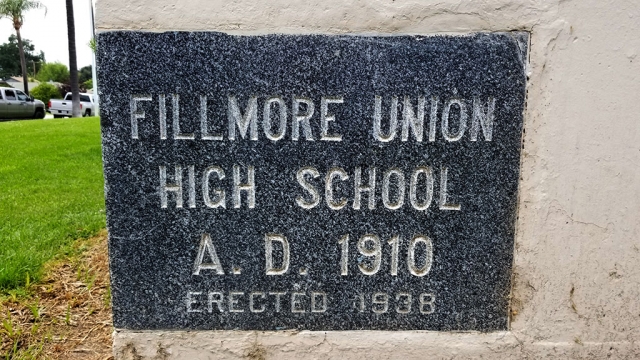 FILLMORE UNION
HIGH SCHOOL
A. D. 1910
ERECTED 1938